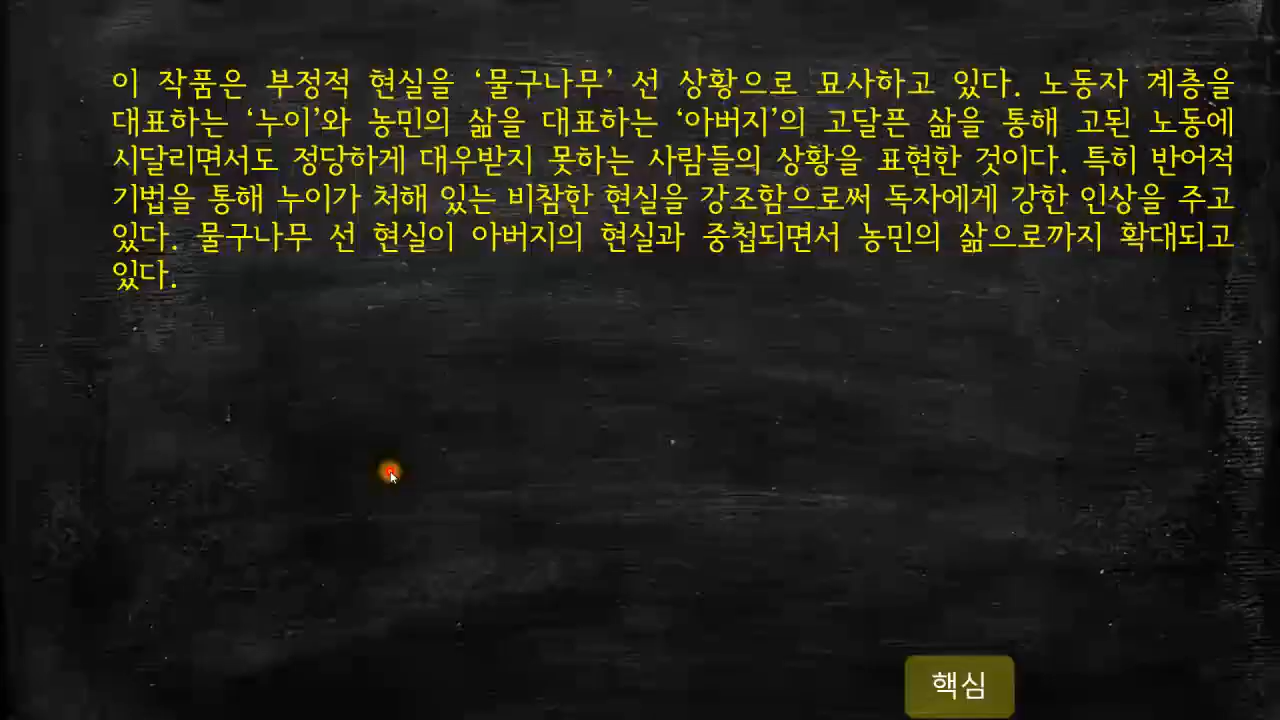 이 작품은 부정적 현실을 ‘물구나무’ 선 상황으로 묘사하고 있다. 노동자 계층을
대표하는 ‘누이’와 농민의 삶을 대표하는 ‘아버지’의 고달픈 삶을 통해 고된 노동에
시달리면서도 정당하게 대우받지 못하는 사람들의 상황을 표현한 것이다. 특히 반어적
기법을 통해 누이가 처해 있는 비참한 현실을 강조함으로써 독자에게 강한 인상을 주고
있다. 물구나무 선 현실이 아버지의 현실과 중첩되면서 농민의 삶으로까지 확대되고
있다.
핵심